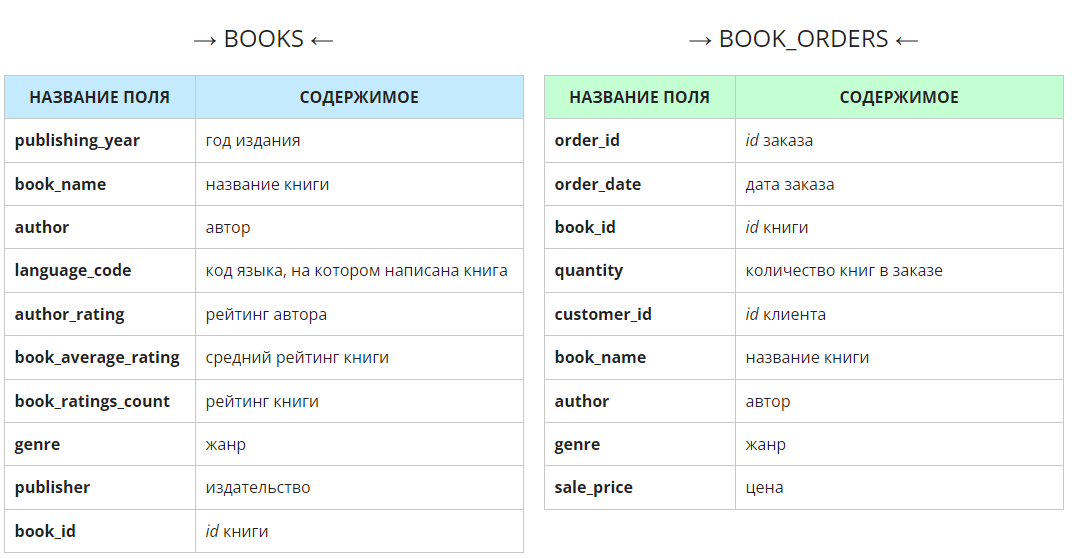 → BOOKS ←
НАЗВАНИЕ ПОЛЯ СОДЕРЖИМОЕ
publishing_year год издания
book_name название книги
author автор
language_code код языка, на котором написана книга
author_rating рейтинг автора
book_average_rating средний рейтинг книги
book_ratings_count рейтинг книги
genre жанр
publisher издательство
book_id id книги
→ BOOK_ORDERS ←
НАЗВАНИЕ ПОЛЯ СОДЕРЖИМОЕ
order_id id заказа
order_date дата заказа
book_id id книги
quantity количество книг в заказе
customer_id id клиента
book_name название книги
author автор
genre жанр
sale_price цена